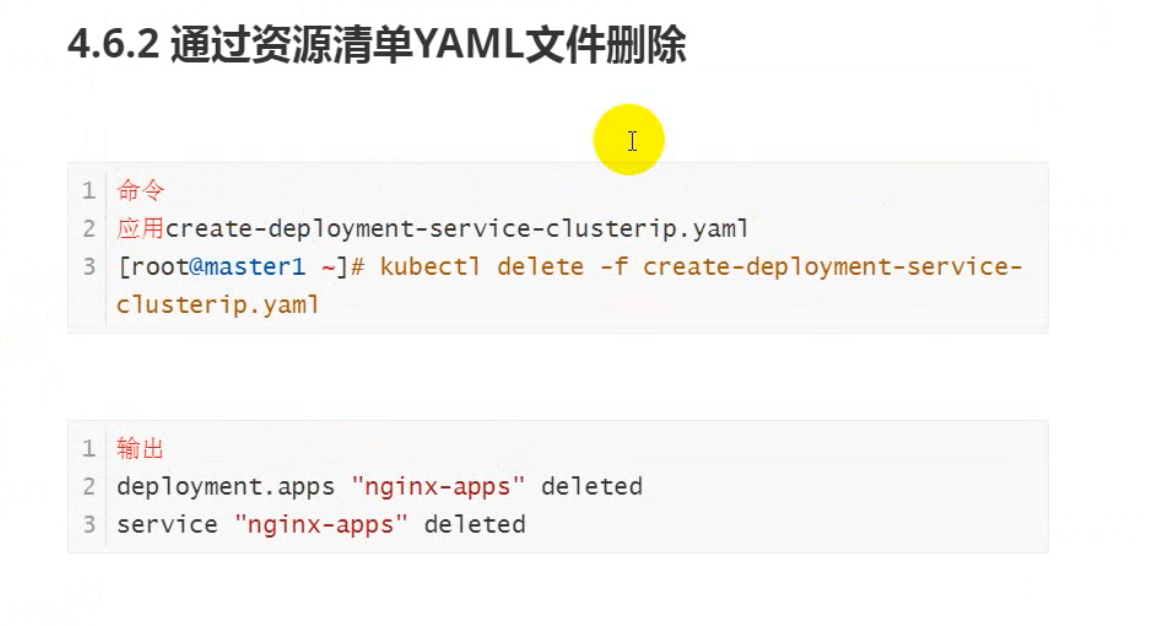 4.6.2 通过资源清单YAML文件删除
1 命令
2 应用create-deployment-service-clusterip.yaml
3 [root@master1 ~]# kubectl delete -f create-deployment-service-
clusterip.yaml
1 输出
2 deployment.apps "nginx-apps" deleted
3 service "nginx-apps" deleted